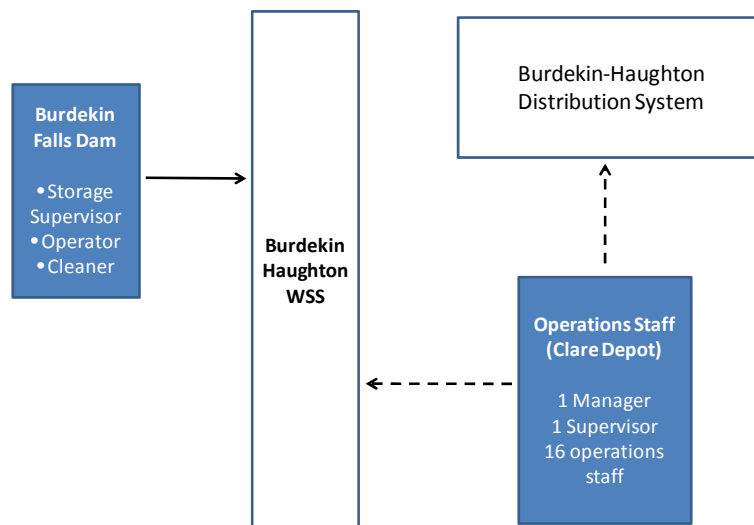 Burdekin
Falls Dam
•Storage
Supervisor
•Operator
•Cleaner
Burdekin
Haughton
WSS
Burdekin-Haughton
Distribution System
Operations Staff
(Clare Depot)
1 Manager
1 Supervisor
16 operations
staff